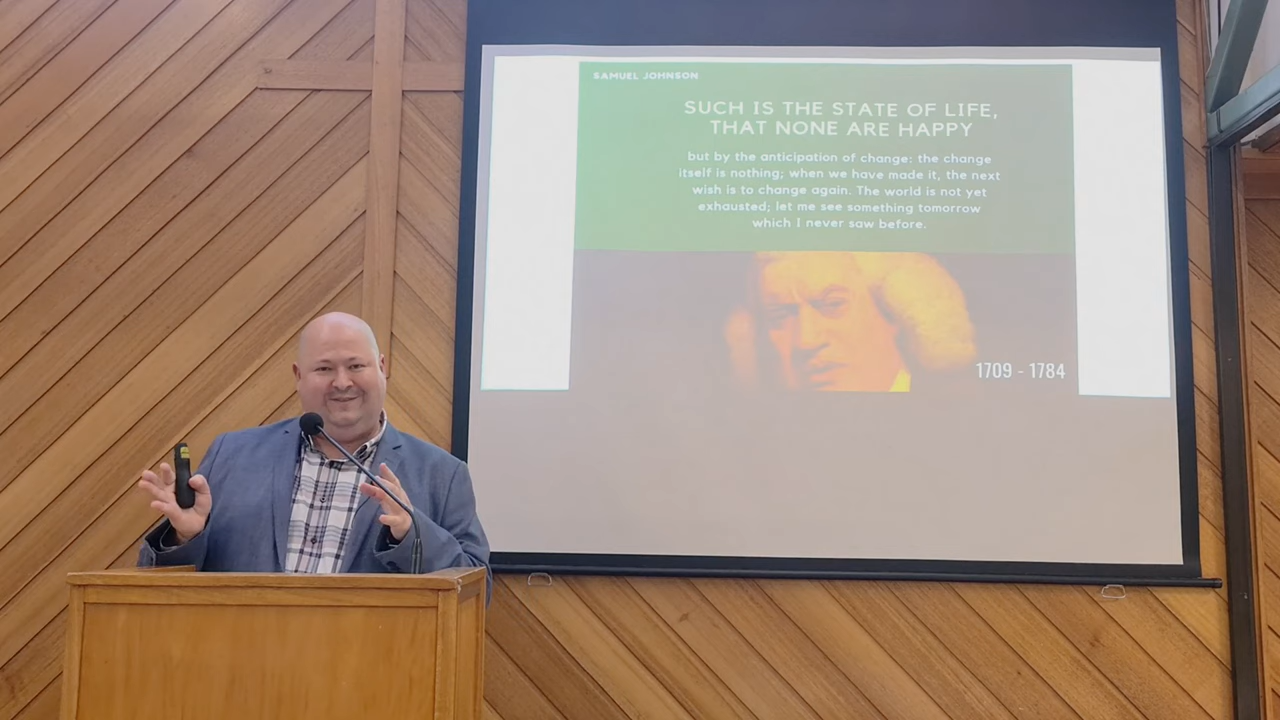 SAMUEL JOHNSON
SUCH IS THE STATE OF LIFE,
THAT NONE ARE HAPPY
but by the anticipation of change: the change
itself is nothing; when we have made it, the next
wish is to change again. The world is not yet
exhausted; let me see something tomorrow
which I never saw before.
1709 - 1784